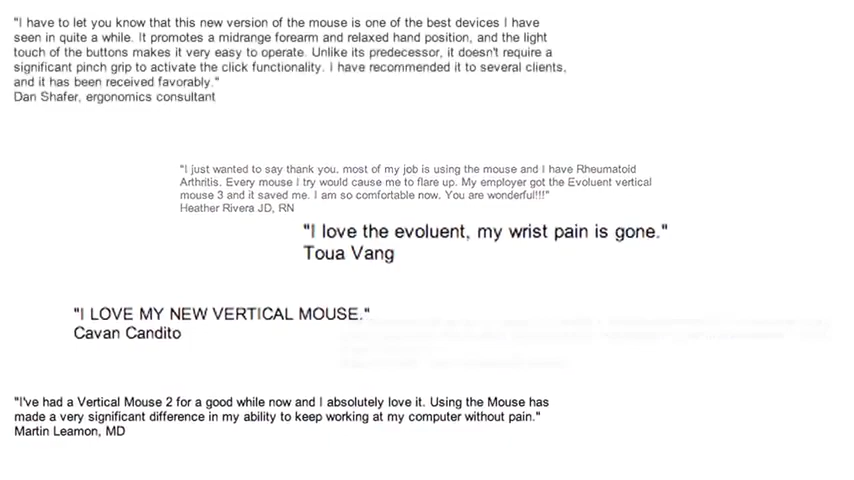 "I have to let you know that this new version of the mouse is one of the best devices I have
seen in quite a while. It promotes a midrange forearm and relaxed hand position, and the light
touch of the buttons makes it very easy to operate. Unlike its predecessor, it doesn't require a
significant pinch grip to activate the click functionality. I have recommended it to several clients,
and it has been received favorably."
Dan Shafer, ergonomics consultant
"I just wanted to say thank you, most of my job is using the mouse and I have Rheumatoid
Arthritis. Every mouse I try would cause me to flare up. My employer got the Evoluent vertical
mouse 3 and it saved me. I am so comfortable now. You are wonderful!!!"
Heather Rivera JD, RN
"I love the evoluent, my wrist pain is gone."
Toua Vang
"I LOVE MY NEW VERTICAL MOUSE."
Cavan Candito
"I've had a Vertical Mouse 2 for a good while now and I absolutely love it. Using the Mouse has
made a very significant difference in my ability to keep working at my computer without pain."
Martin Leamon, MD